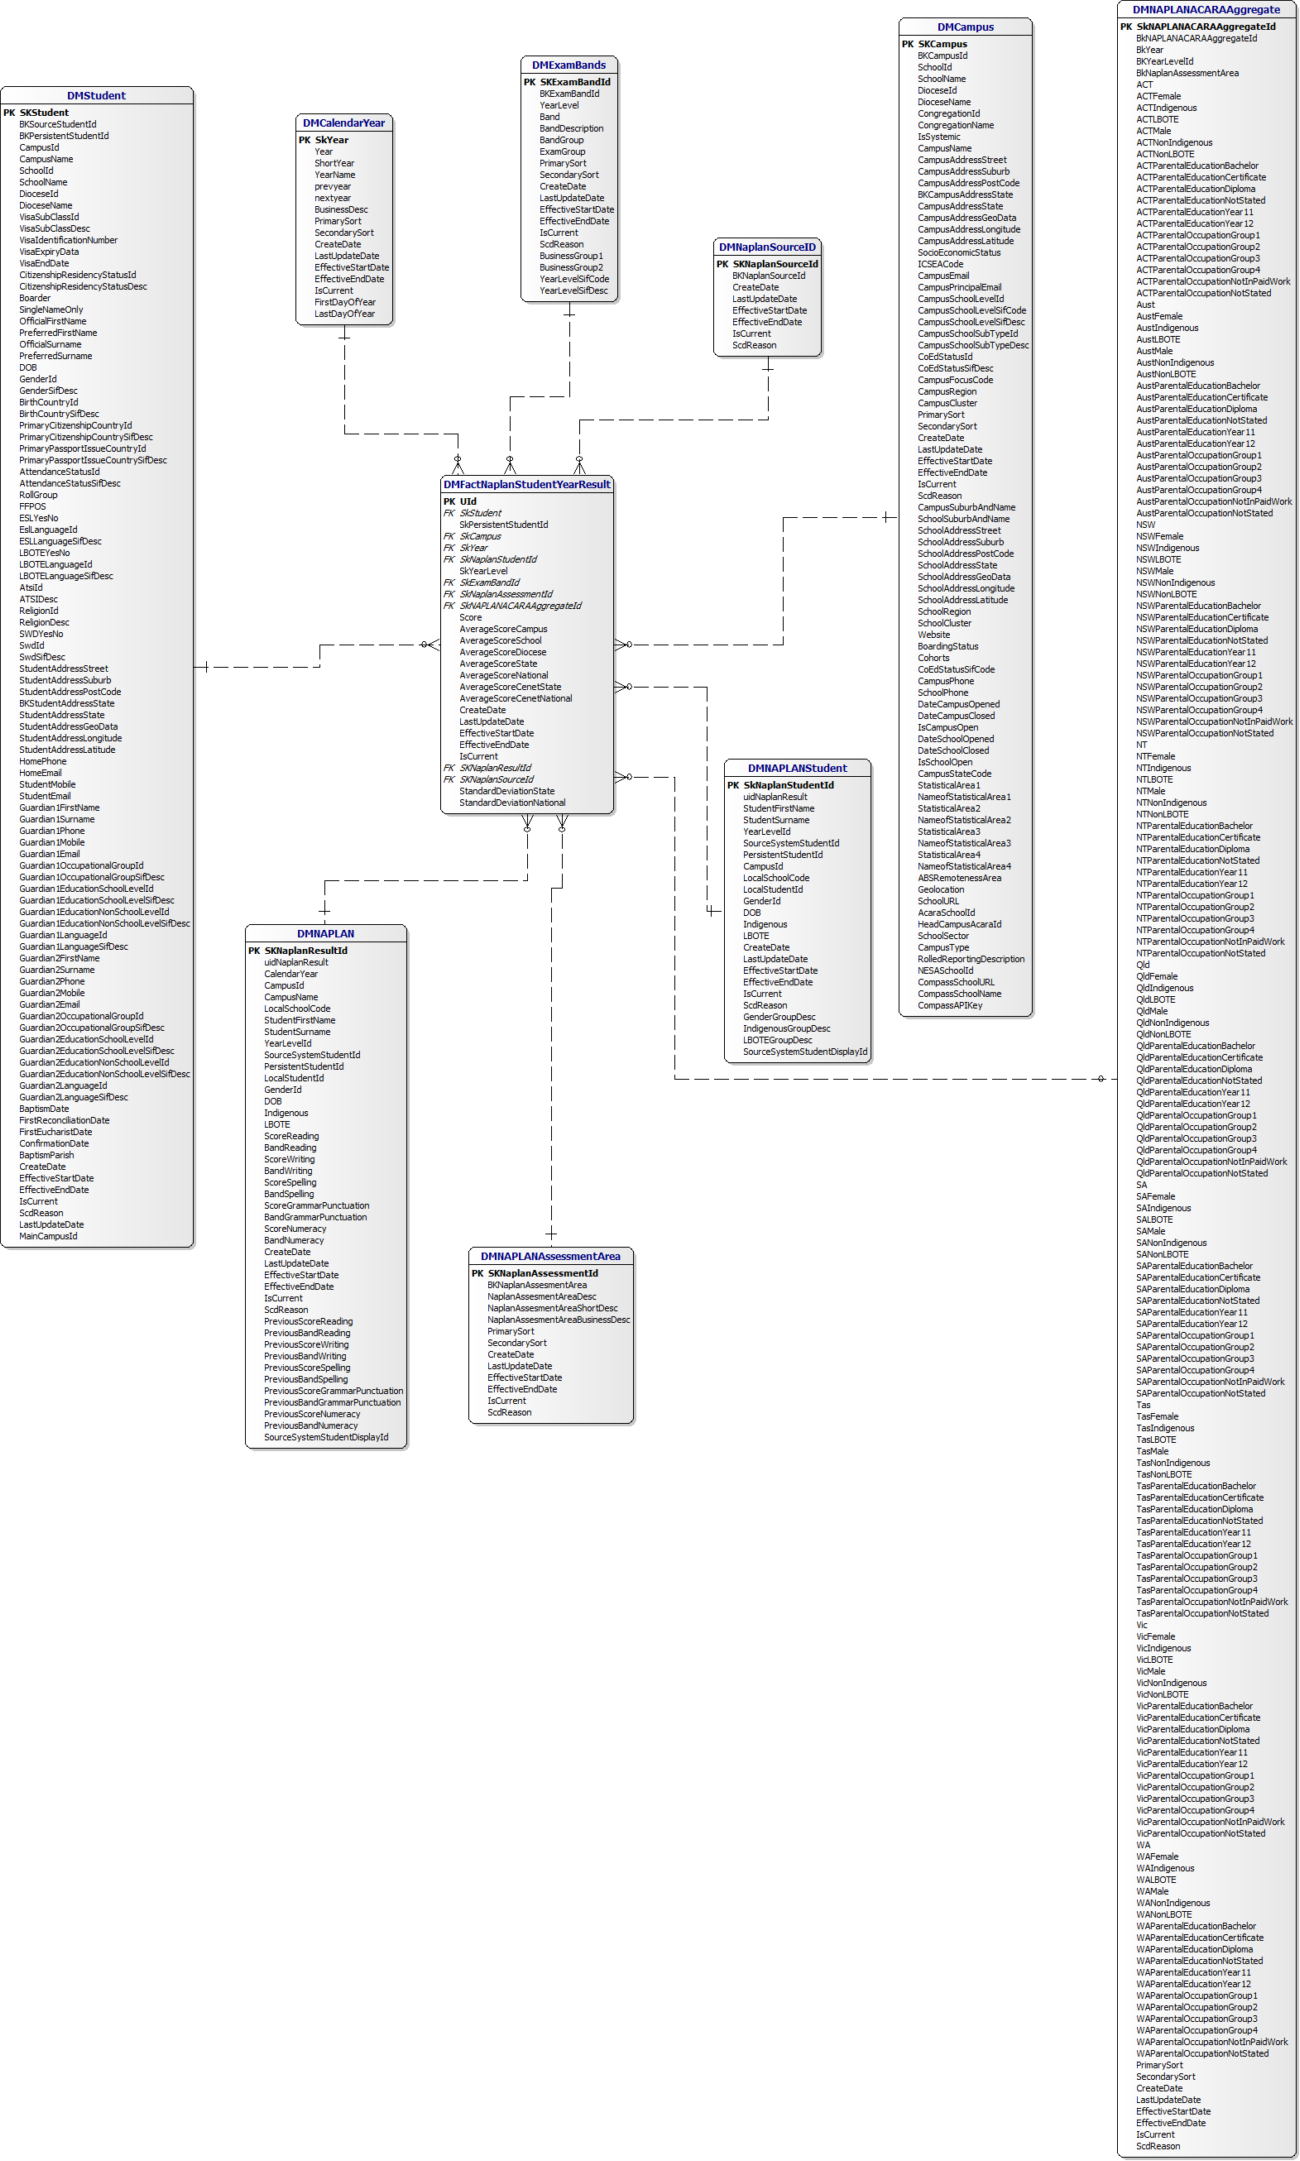 DMStudent
PK SKStudent
BKSourceStudentId
BKPersistentStudentId
CampusId
CampusName
SchoolId
SchoolName
DioceseId
DioceseName
VisaSubClassId
VisaSubClassDesc
VisaIdentificationNumber
VisaExpiryData
VisaEndDate
CitizenshipResidencyStatusId
CitizenshipResidencyStatusDesc
Boarder
SingleNameOnly
OfficialFirstName
PreferredFirstName
OfficialSurname
PreferredSurname
DOB
GenderId
GenderSifDesc
BirthCountryId
BirthCountrySifDesc
PrimaryCitizenshipCountryId
PrimaryCitizenshipCountrySifDesc
PrimaryPassportIssueCountryId
PrimaryPassportIssueCountrySifDesc
AttendanceStatusId
AttendanceStatusSifDesc
RollGroup
FFPOS
ESLYesNo
EslLanguageId
ESLLanguageSifDesc
LBOTEYesNo
LBOTELanguageId
LBOTELanguageSifDesc
AtsiId
ATSIDesc
ReligionId
ReligionDesc
SWDYesNo
SwdId
SwdSifDesc
StudentAddressStreet
StudentAddressSuburb
StudentAddressPostCode
BKStudentAddressState
StudentAddressState
StudentAddressGeoData
StudentAddressLongitude
StudentAddressLatitude
HomePhone
HomeEmail
StudentMobile
StudentEmail
Guardian1FirstName
Guardian1Surname
Guardian1Phone
Guardian1Mobile
Guardian1Email
Guardian1OccupationalGroupId
Guardian1OccupationalGroupSifDesc
Guardian1EducationSchoolLevelId
Guardian1EducationSchoolLevelSifDesc
Guardian1EducationNonSchoolLevelId
Guardian1EducationNonSchoolLevelSifDesc
Guardian1LanguageId
Guardian1LanguageSifDesc
Guardian2FirstName
Guardian2Surname
Guardian2Phone
Guardian2Mobile
Guardian2Email
Guardian2OccupationalGroupId
Guardian2OccupationalGroupSifDesc
Guardian2EducationSchoolLevelId
Guardian2EducationSchoolLevelSifDesc
Guardian2EducationNonSchoolLevelId
Guardian2EducationNonSchoolLevelSifDesc
Guardian2LanguageId
Guardian2LanguageSifDesc
BaptismDate
FirstReconciliationDate
FirstEucharistDate
ConfirmationDate
BaptismParish
CreateDate
EffectiveStartDate
EffectiveEndDate
IsCurrent
ScdReason
LastUpdateDate
MainCampusId
DMCalendarYear
PK SkYear
Year
ShortYear
YearName
prevyear
nextyear
BusinessDesc
PrimarySort
SecondarySort
CreateDate
LastUpdateDate
EffectiveStartDate
EffectiveEndDate
IsCurrent
FirstDayOfYear
LastDayOfYear
DMExamBands
PK SKExamBandId
BKExamBandId
YearLevel
Band
BandDescription
BandGroup
ExamGroup
PrimarySort
SecondarySort
CreateDate
LastUpdateDate
EffectiveStartDate
EffectiveEndDate
IsCurrent
ScdReason
BusinessGroup1
BusinessGroup2
YearLevelSifCode
YearLevelSifDesc
DMNaplanSourceID
PK SKNaplanSourceId
BKNaplanSourceId
CreateDate
LastUpdateDate
EffectiveStartDate
EffectiveEndDate
IsCurrent
ScdReason
DMFactNaplanStudentYearResult
PK UId
FK SkStudent
SkPersistentStudentId
FK SkCampus
FK SkYear
FK SkNaplanStudentId
SkYearLevel
FK SkExamBandId
FK SkNaplanAssessmentId
FK SkNAPLANACARAAggregateId
Score
AverageScoreCampus
AverageScoreSchool
AverageScoreDiocese
AverageScoreState
AverageScoreNational
AverageScoreCenetState
AverageScoreCenetNational
CreateDate
LastUpdateDate
EffectiveStartDate
EffectiveEndDate
IsCurrent
FK SKNaplanResultId
FK SKNaplanSourceId
StandardDeviationState
StandardDeviationNational
DMNAPLAN
PK SKNaplanResultId
uidNaplanResult
CalendarYear
CampusId
CampusName
LocalSchoolCode
StudentFirstName
StudentSurname
YearLevelId
SourceSystemStudentId
PersistentStudentId
LocalStudentId
GenderId
DOB
Indigenous
LBOTE
ScoreReading
BandReading
ScoreWriting
BandWriting
ScoreSpelling
BandSpelling
ScoreGrammarPunctuation
BandGrammarPunctuation
ScoreNumeracy
BandNumeracy
CreateDate
LastUpdateDate
EffectiveStartDate
EffectiveEndDate
IsCurrent
ScdReason
PreviousScoreReading
PreviousBandReading
PreviousScoreWriting
PreviousBandWriting
PreviousScoreSpelling
PreviousBandSpelling
PreviousScoreGrammarPunctuation
PreviousBandGrammarPunctuation
PreviousScoreNumeracy
PreviousBandNumeracy
SourceSystemStudentDisplayId
DMNAPLANAssessmentArea
PK SKNaplanAssessmentId
BKNaplanAssesmentArea
NaplanAssesmentAreaDesc
NaplanAssesmentAreaShortDesc
NaplanAssesmentAreaBusinessDesc
PrimarySort
SecondarySort
CreateDate
LastUpdateDate
EffectiveStartDate
EffectiveEndDate
IsCurrent
ScdReason
DMNAPLANStudent
PK SkNaplanStudentId
uidNaplanResult
StudentFirstName
StudentSurname
YearLevelId
SourceSystemStudentId
PersistentStudentId
CampusId
LocalSchoolCode
LocalStudentId
GenderId
DOB
Indigenous
LBOTE
CreateDate
LastUpdateDate
EffectiveStartDate
EffectiveEndDate
IsCurrent
ScdReason
GenderGroupDesc
IndigenousGroupDesc
LBOTEGroupDesc
SourceSystemStudentDisplayId
DMCampus
PK SKCampus
BKCampusId
SchoolId
SchoolName
DioceseId
DioceseName
CongregationId
CongregationName
IsSystemic
CampusName
CampusAddressStreet
CampusAddressSuburb
CampusAddressPostCode
BKCampusAddressState
CampusAddressState
CampusAddressGeoData
CampusAddressLongitude
CampusAddressLatitude
SocioEconomicStatus
ICSEACode
CampusEmail
CampusPrincipalEmail
CampusSchoolLevelId
CampusSchoolLevelSifCode
CampusSchoolLevelSifDesc
CampusSchoolSubTypeId
CampusSchoolSubTypeDesc
CoEdStatusId
CoEdStatusSifDesc
CampusFocusCode
CampusRegion
CampusCluster
PrimarySort
SecondarySort
CreateDate
LastUpdateDate
EffectiveStartDate
EffectiveEndDate
IsCurrent
ScdReason
CampusSuburbAndName
SchoolSuburbAndName
SchoolAddressStreet
SchoolAddressSuburb
SchoolAddressPostCode
SchoolAddressState
SchoolAddressGeoData
SchoolAddressLongitude
SchoolAddressLatitude
SchoolRegion
SchoolCluster
Website
BoardingStatus
Cohorts
CoEdStatusSifCode
CampusPhone
SchoolPhone
DateCampusOpened
DateCampusClosed
IsCampusOpen
DateSchoolOpened
DateSchoolClosed
IsSchoolOpen
CampusStateCode
StatisticalArea1
NameofStatisticalArea1
StatisticalArea2
NameofStatisticalArea2
StatisticalArea3
NameofStatisticalArea3
StatisticalArea4
NameofStatisticalArea4
ABSRemotenessArea
Geolocation
SchoolURL
AcaraSchoolId
HeadCampusAcaraId
SchoolSector
CampusType
RolledReportingDescription
NESASchoolId
CompassSchoolURL
CompassSchoolName
CompassAPIKey
DMNAPLANACARAAggregate
PK SkNAPLANACARAAggregateId
BkNAPLANACARAAggregateId
BkYear
BKYearLevelId
BkNaplanAssessmentArea
ACT
ACTFemale
ACTIndigenous
ACTLBOTE
ACTMale
ACTNonIndigenous
ACTNonLBOTE
ACTParentalEducationBachelor
ACTParentalEducationCertificate
ACTParentalEducationDiploma
ACTParentalEducationNotStated
ACTParentalEducationYear11
ACTParentalEducationYear12
ACTParentalOccupationGroup1
ACTParentalOccupationGroup2
ACTParentalOccupationGroup3
ACTParentalOccupationGroup4
ACTParentalOccupationNotInPaidWork
ACTParentalOccupationNotStated
Aust
AustFemale
AustIndigenous
AustLBOTE
AustMale
AustNonIndigenous
AustNonLBOTE
AustParentalEducationBachelor
AustParentalEducationCertificate
AustParentalEducationDiploma
AustParentalEducationNotStated
AustParentalEducationYear11
AustParentalEducationYear12
AustParentalOccupationGroup1
AustParentalOccupationGroup2
AustParentalOccupationGroup3
AustParentalOccupationGroup4
AustParentalOccupationNotInPaidWork
AustParentalOccupationNotStated
NSW
NSWFemale
NSWIndigenous
NSWLBOTE
NSWMale
NSWNonIndigenous
NSWNonLBOTE
NSWParentalEducationBachelor
NSWParentalEducationCertificate
NSWParentalEducationDiploma
NSWParentalEducationNotStated
NSWParentalEducationYear11
NSWParentalEducationYear12
NSWParentalOccupationGroup1
NSWParentalOccupationGroup2
NSWParentalOccupationGroup3
NSWParentalOccupationGroup4
NSWParentalOccupationNotInPaidWork
NSWParentalOccupationNotStated
NT
NTFemale
NTIndigenous
NTLBOTE
NTMale
NTNonIndigenous
NTNonLBOTE
NTParentalEducationBachelor
NTParentalEducationCertificate
NTParentalEducationDiploma
NTParentalEducationNotStated
NTParentalEducationYear11
NTParentalEducationYear12
NTParentalOccupationGroup1
NTParentalOccupationGroup2
NTParentalOccupationGroup3
NTParentalOccupationGroup4
NTParentalOccupationNotInPaidWork
NTParentalOccupationNotStated
Qld
QldFemale
QldIndigenous
QldLBOTE
QldMale
QldNonIndigenous
QldNonLBOTE
QldParentalEducationBachelor
QldParentalEducationCertificate
QldParentalEducationDiploma
QldParentalEducationNotStated
QldParentalEducationYear11
QldParentalEducationYear12
QldParentalOccupationGroup1
QldParentalOccupationGroup2
QldParentalOccupationGroup3
QldParentalOccupationGroup4
QldParentalOccupationNotInPaidWork
QldParentalOccupationNotStated
SA
SAFemale
SAIndigenous
SALBOTE
SAMale
SANonIndigenous
SANonLBOTE
SAParentalEducationBachelor
SAParentalEducationCertificate
SAParentalEducationDiploma
SAParentalEducationNotStated
SAParentalEducationYear11
SAParentalEducationYear12
SAParentalOccupationGroup1
SAParentalOccupationGroup2
SAParentalOccupationGroup3
SAParentalOccupationGroup4
SAParentalOccupationNotInPaidWork
SAParentalOccupationNotStated
Tas
TasFemale
TasIndigenous
TasLBOTE
TasMale
TasNonIndigenous
TasNonLBOTE
TasParentalEducationBachelor
TasParentalEducationCertificate
TasParentalEducationDiploma
TasParentalEducationNotStated
TasParentalEducationYear11
TasParentalEducationYear12
TasParentalOccupationGroup1
TasParentalOccupationGroup2
TasParentalOccupationGroup3
TasParentalOccupationGroup4
TasParentalOccupationNotInPaidWork
TasParentalOccupationNotStated
Vic
VicFemale
VicIndigenous
VicLBOTE
VicMale
VicNonIndigenous
VicNonLBOTE
VicParentalEducationBachelor
VicParentalEducationCertificate
VicParentalEducationDiploma
VicParentalEducationNotStated
VicParentalEducationYear11
VicParentalEducationYear12
VicParentalOccupationGroup1
VicParentalOccupationGroup2
VicParentalOccupationGroup3
VicParentalOccupationGroup4
VicParentalOccupationNotInPaidWork
VicParentalOccupationNotStated
WA
WAFemale
WAIndigenous
WALBOTE
WAMale
WANonIndigenous
WANonLBOTE
WAParentalEducationBachelor
WAParentalEducationCertificate
WAParentalEducationDiploma
WAParentalEducationNotStated
WAParentalEducationYear11
WAParentalEducationYear12
WAParentalOccupationGroup1
WAParentalOccupationGroup2
WAParentalOccupationGroup3
WAParentalOccupationGroup4
WAParentalOccupationNotInPaidWork
WAParentalOccupationNotStated
PrimarySort
SecondarySort
CreateDate
LastUpdateDate
EffectiveStartDate
EffectiveEndDate
IsCurrent
ScdReason